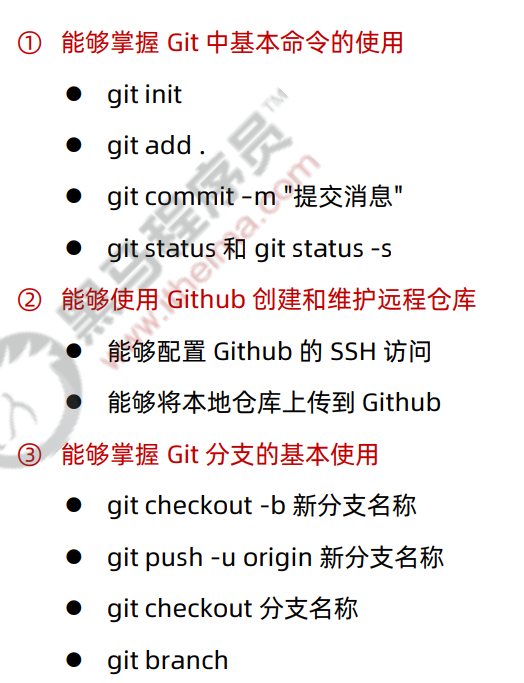 ① 能够掌握 Git 中基本命令的使用
● git init
● git add .
● git commit –m "提交消息"
● git status 和 git status -s
② 能够使用 Github 创建和维护远程仓库
● 能够配置 Github 的 SSH 访问
● 能够将本地仓库上传到 Github
③ 能够掌握 Git 分支的基本使用
● git checkout -b 新分支名称
● git push -u origin 新分支名称
● git checkout 分支名称
● git branch
黑马程序员™
www.itheima.com